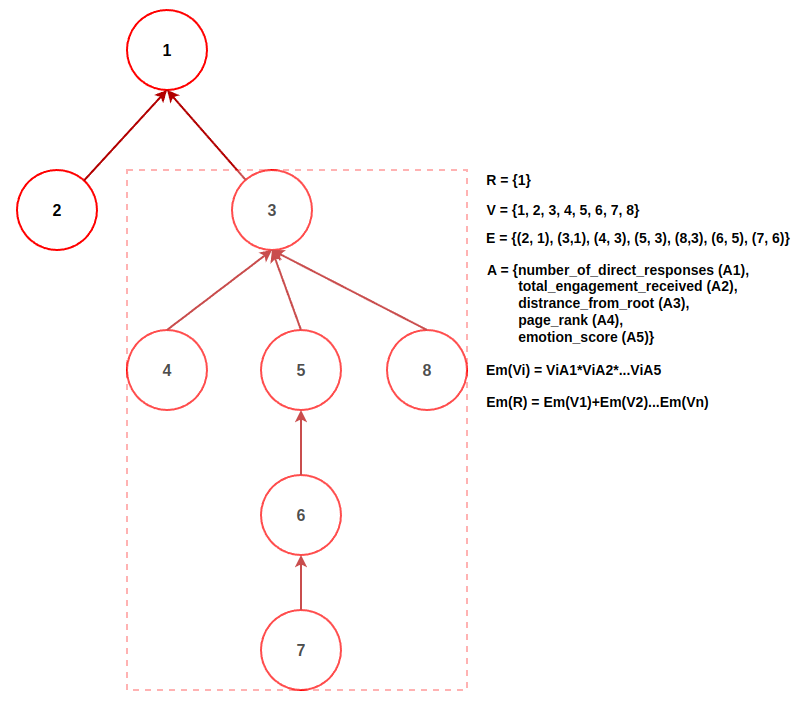 1
2
3
R = {1}
V = {1, 2, 3, 4, 5, 6, 7, 8}
E = {(2, 1), (3,1), (4, 3), (5, 3), (8,3), (6, 5), (7, 6)}
A = {number_of_direct_responses (A1),
total_engagement_received (A2),
distrance_from_root (A3),
page_rank (A4),
emotion_score (A5)}
4
5
8
Em(Vi) = ViA1*ViA2*...ViA5
Em(R) = Em(V1)+Em(V2)...Em(Vn)
6
7